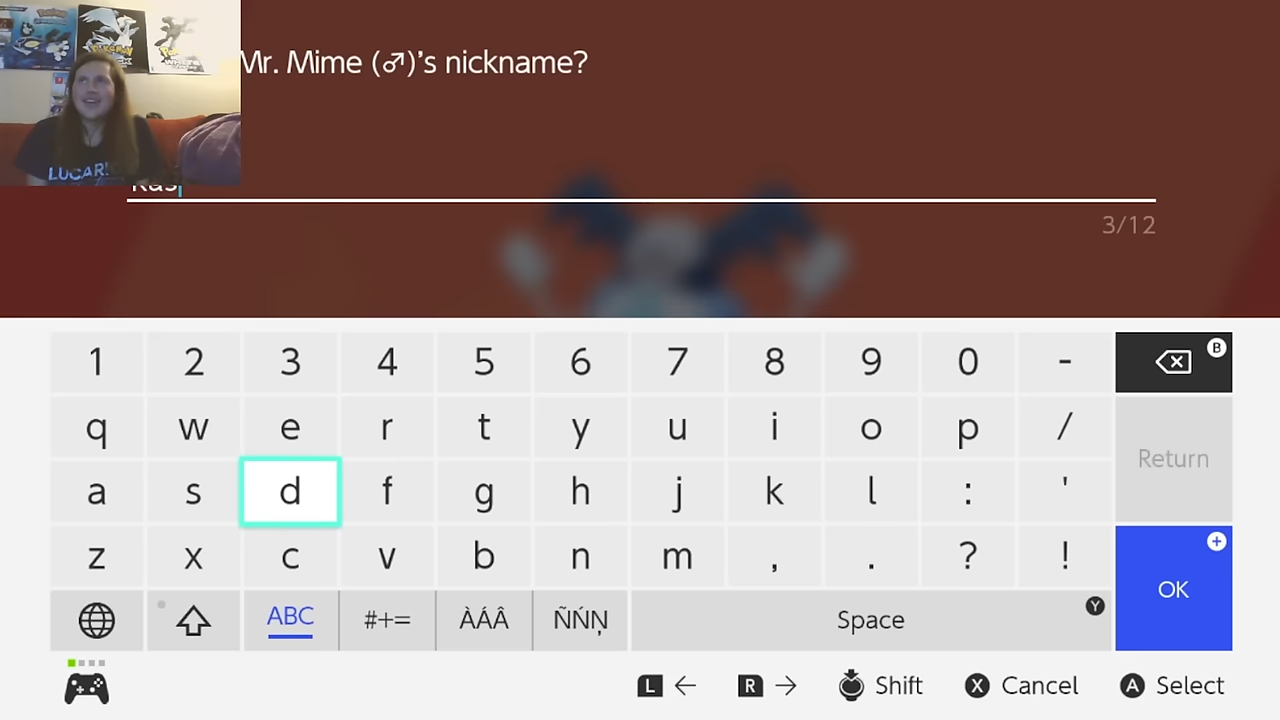 Mr. Mime (♂)'s nickname?
LUCAR
3/12
1 2 3 4 5 6 7 8 9 0 -
q w e r t y u i o p /
Return
a s d f g h j k l : '
z x c v b n m , . ? !
OK
ABC #+= ÀÁÂ ÑŃŅ Space
L ← R → Shift X Cancel A Select
B
+
Y